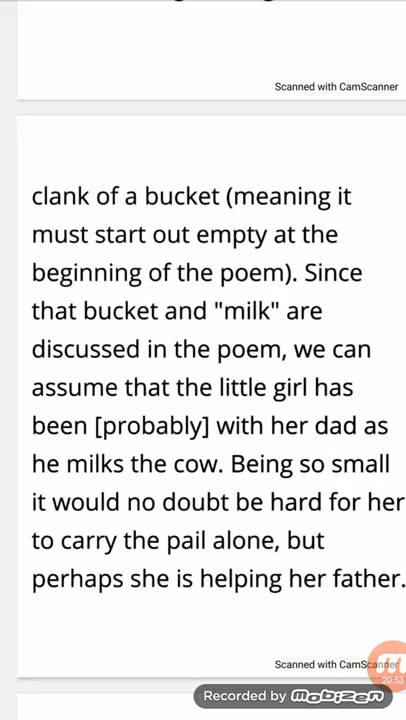 Scanned with CamScanner
clank of a bucket (meaning it
must start out empty at the
beginning of the poem). Since
that bucket and "milk" are
discussed in the poem, we can
assume that the little girl has
been [probably] with her dad as
he milks the cow. Being so small
it would no doubt be hard for her
to carry the pail alone, but
perhaps she is helping her father.
Scanned with CamScanner
20:53
Recorded by mobizen